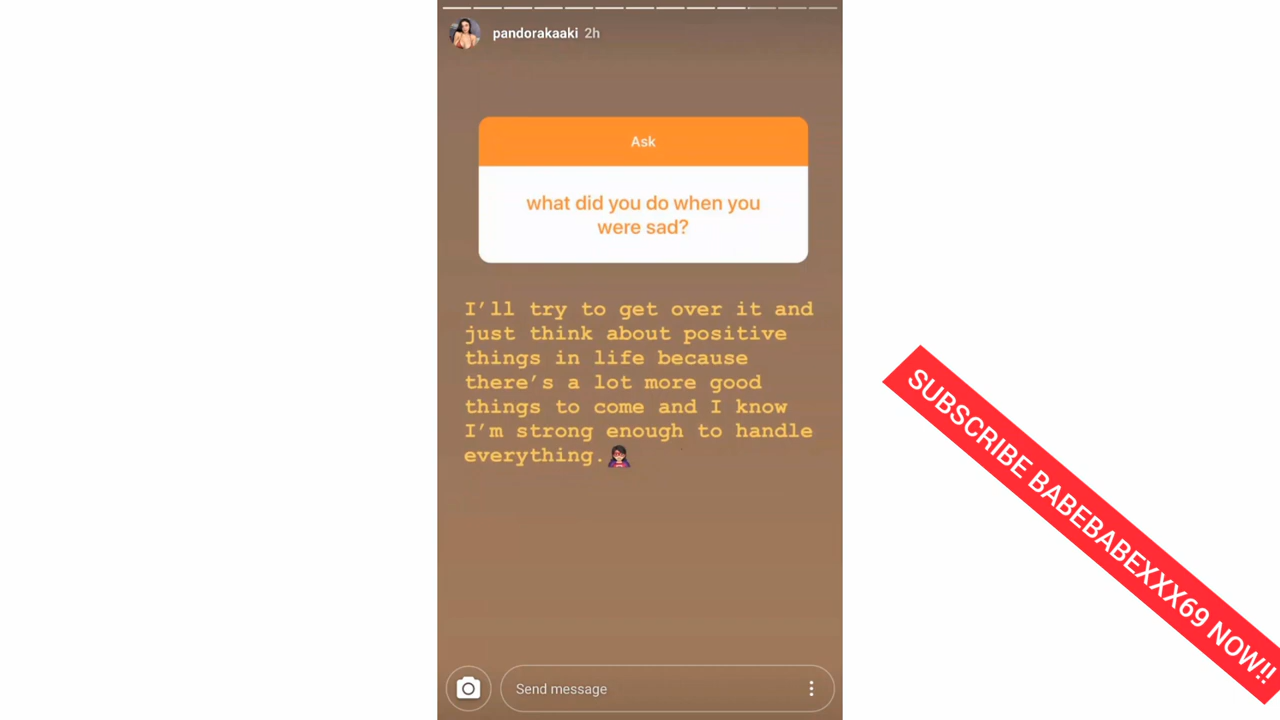 pandorakaaki 2h
Ask
what did you do when you
were sad?
I'll try to get over it and
just think about positive
things in life because
there's a lot more good
things to come and I know
I'm strong enough to handle
everything.🦸🏻‍♀️
Send message
SUBSCRIBE BABEBABEXXX69 NOW!!